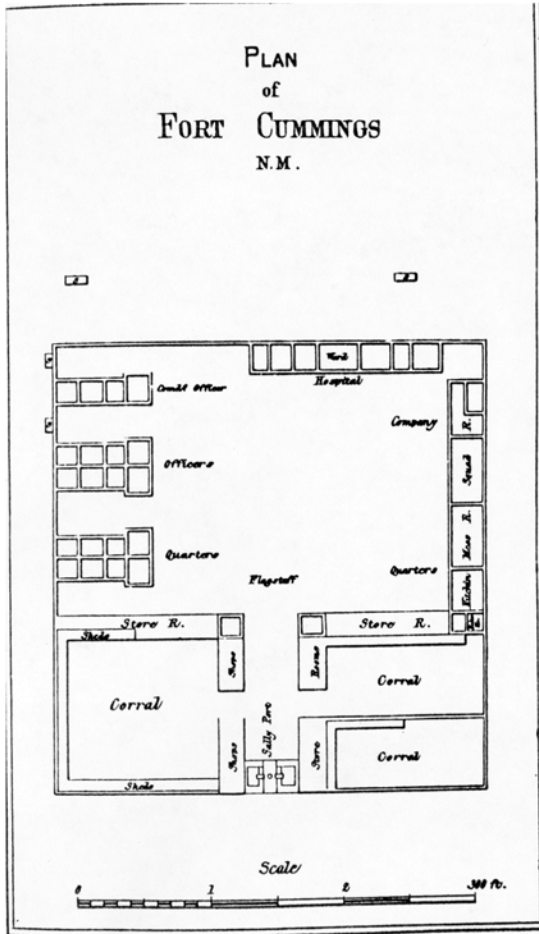 PLAN
of
FORT CUMMINGS
N.M.
Ward
Hospital
Comdt Officer
Company
R.
Officers
Squad
Mess R.
Quarters
Quarters
Flagstaff
Kitchen
Store R.
Store R.
Sheds
Shops
Rooms
Corral
Corral
Sally Port
Shops
Store
Corral
Sheds
Scale
0 1 2 300 ft.